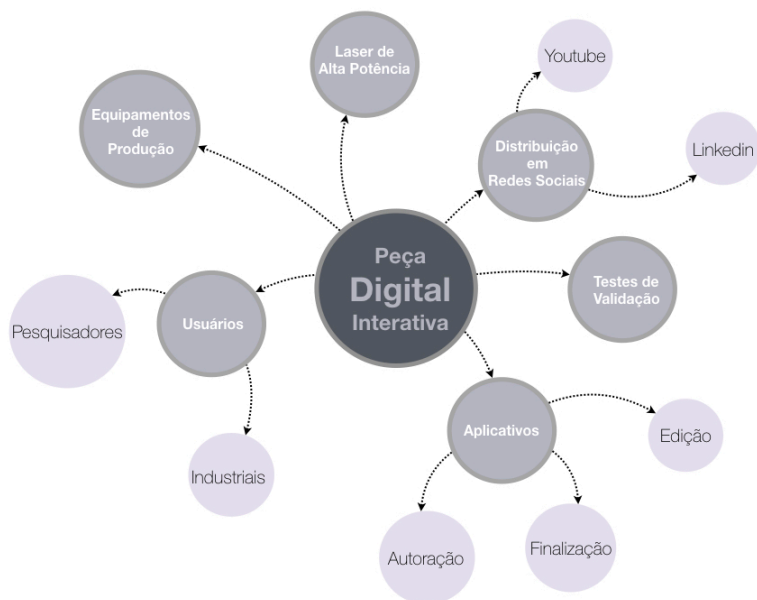 Laser de
Alta Potência
Youtube
Equipamentos
de
Produção
Distribuição
em
Redes Sociais
Linkedin
Peça
Digital
Interativa
Testes de
Validação
Usuários
Pesquisadores
Aplicativos
Edição
Industriais
Autoração
Finalização